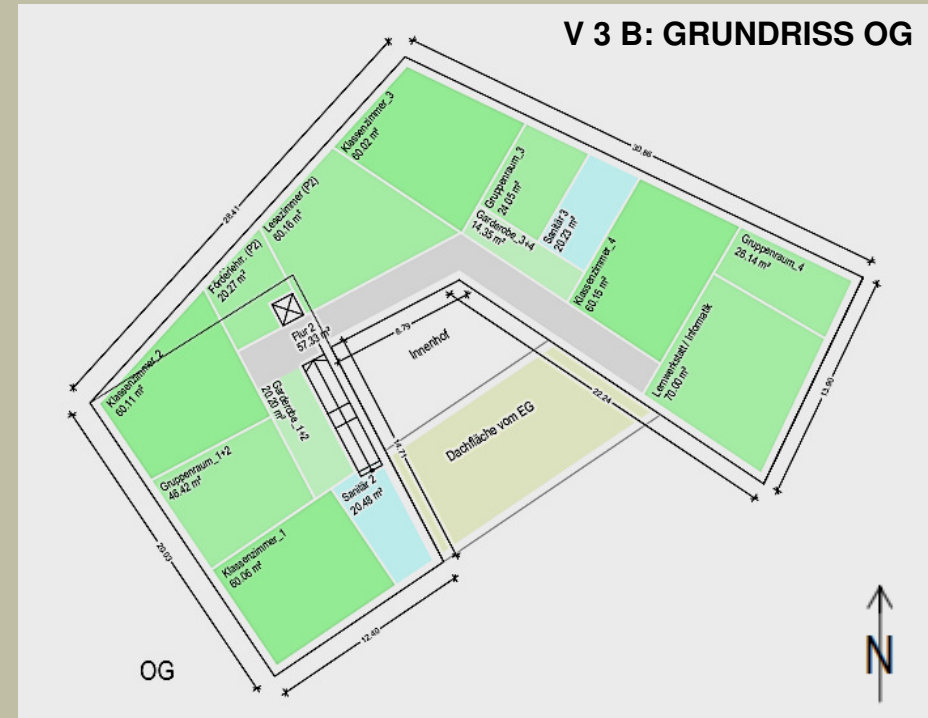 V 3 B: GRUNDRISS OG
Klassenzimmer_3
60.02 m²
30.86
28.41
Gruppenraum_3
24.05 m²
Lesezimmer (P2)
60.16 m²
Garderobe_3+4
14.35 m²
Sanitär 3
20.23 m²
Klassenzimmer_4
60.15 m²
Gruppenraum_4
28.14 m²
Förderlehr. (P2)
20.27 m²
Flur 2
57.33 m²
8.79
Innenhof
Lernwerkstatt / Informatik
70.00 m²
13.90
Klassenzimmer_2
60.11 m²
Garderobe_1+2
20.20 m²
22.24
14.71
Dachfläche vom EG
Gruppenraum_1+2
46.42 m²
Sanitär 2
20.48 m²
Klassenzimmer_1
60.06 m²
20.03
12.40
OG
N